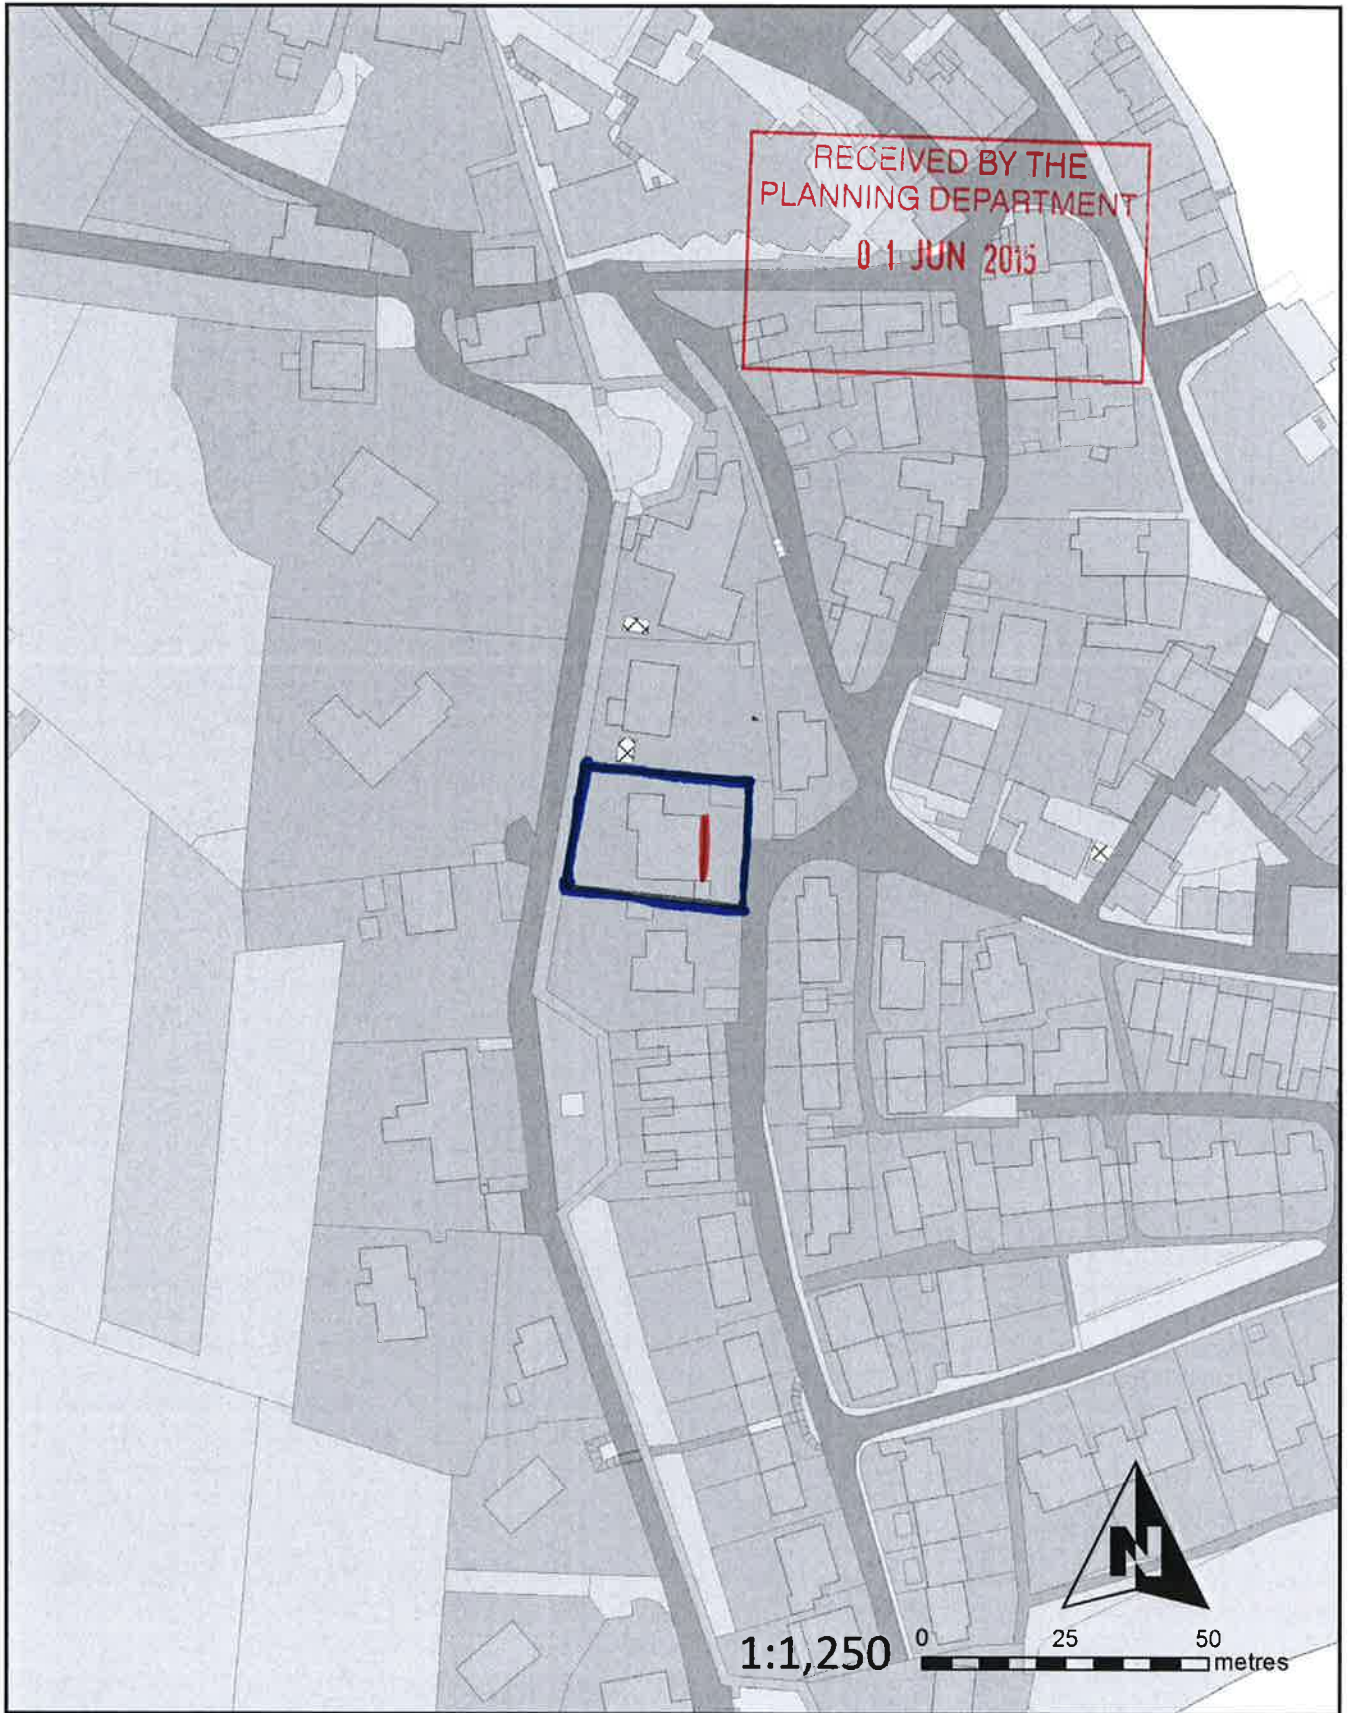 RECEIVED BY THE
PLANNING DEPARTMENT
01 JUN 2015
N
1:1,250
0 25 50
metres